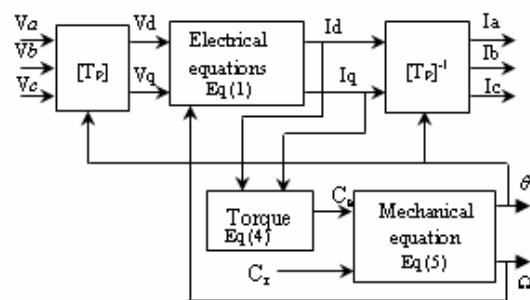 Va Vd Id Ia
Vb Ib
Vc Vq Iq Ic
[Tp]
Electrical
equations
Eq(1)
[Tp]⁻¹
θ
Torque
Eq(4)
Mechanical
equation
Eq(5)
Cr
Ω